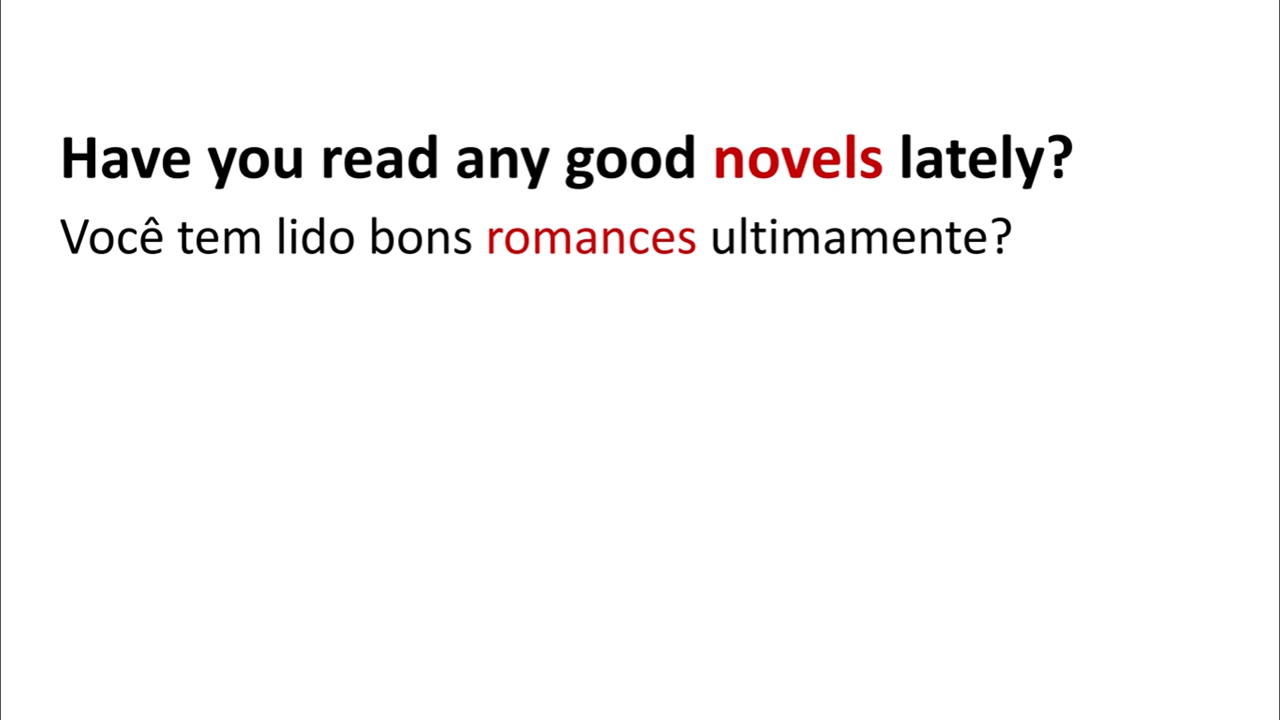 Have you read any good novels lately?
Você tem lido bons romances ultimamente?